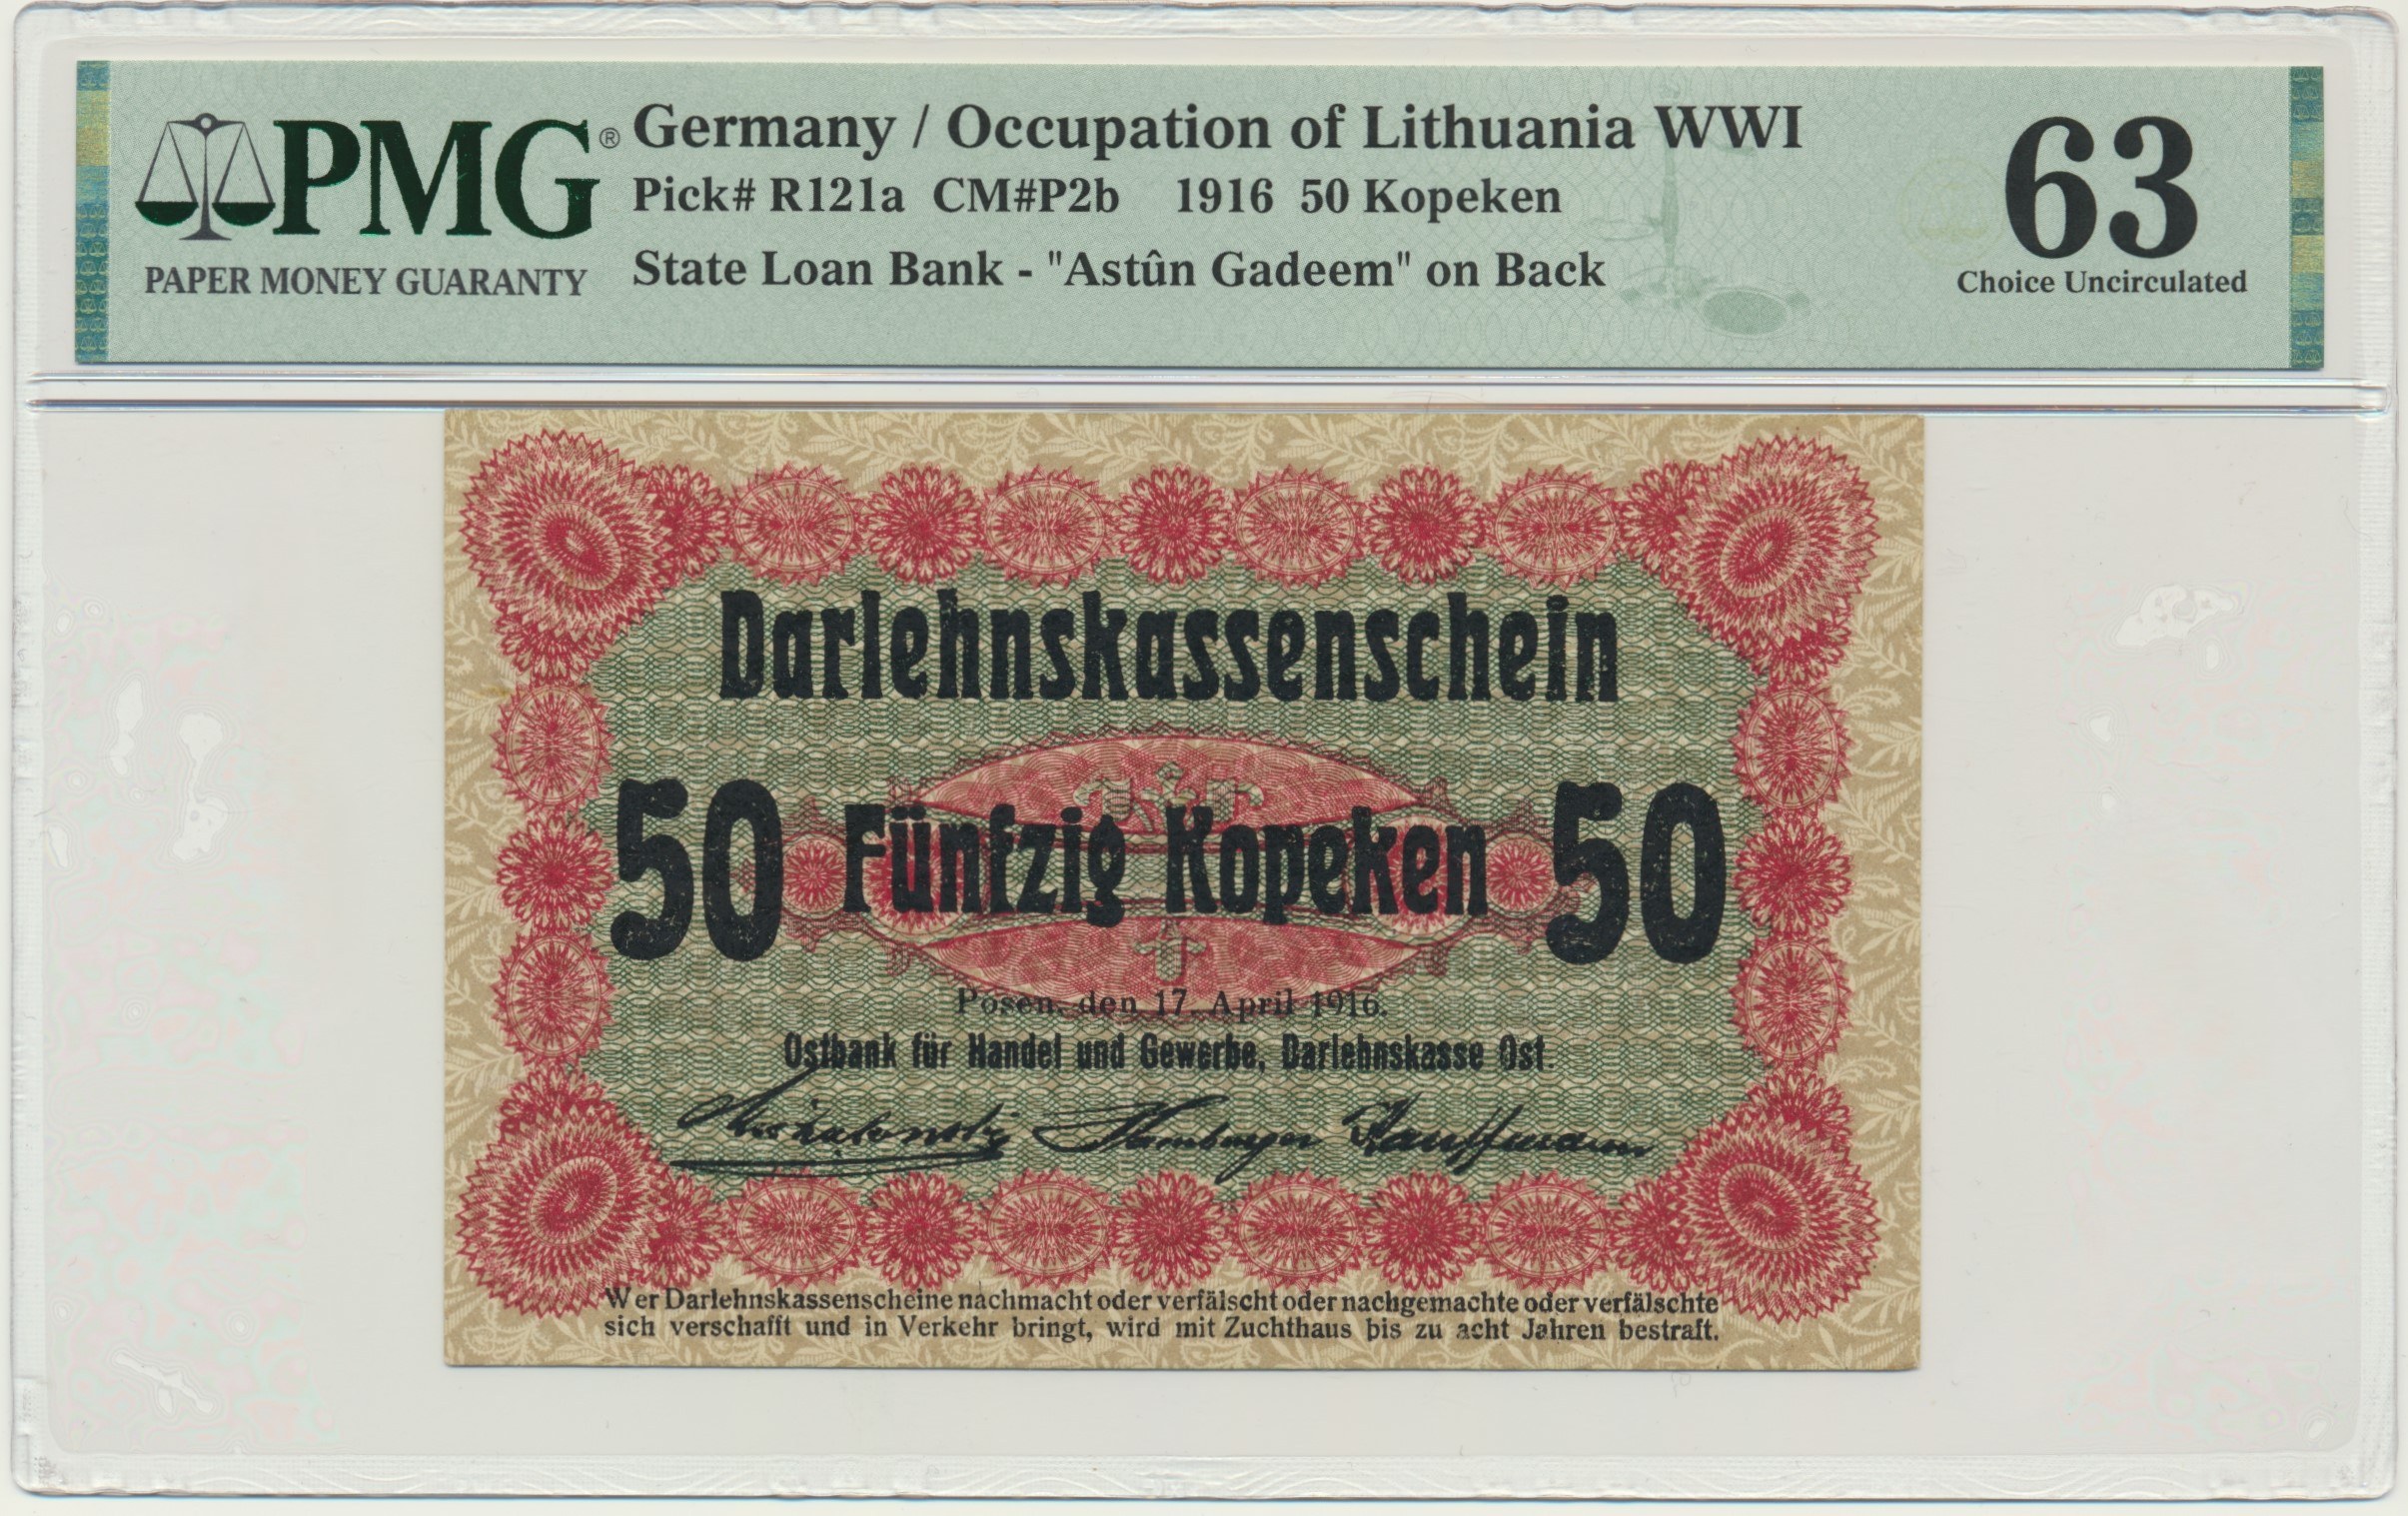 PMG®
PAPER MONEY GUARANTY
Germany / Occupation of Lithuania WWI
Pick# R121a CM#P2b 1916 50 Kopeken
State Loan Bank - "Astûn Gadeem" on Back
63
Choice Uncirculated
Darlehnskassenschein
50 Fünfzig Kopeken 50
Posen, den 17. April 1916.
Ostbank für Handel und Gewerbe, Darlehnskasse Ost.
Hamburger Kauffmann
Wer Darlehnskassenscheine nachmacht oder verfälscht oder nachgemachte oder verfälschte
sich verschafft und in Verkehr bringt, wird mit Zuchthaus bis zu acht Jahren bestraft.